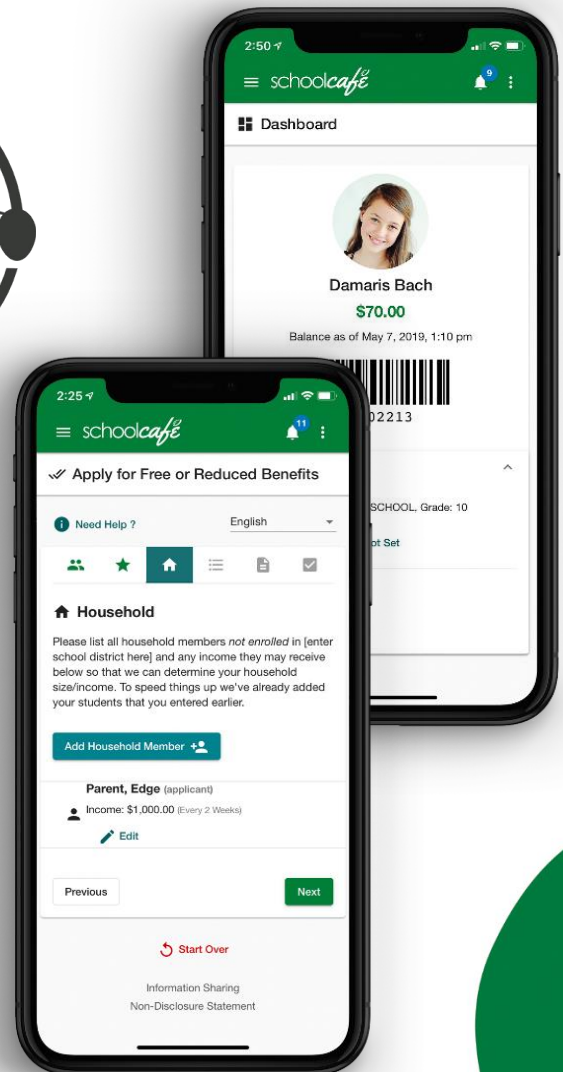 2:50
schoolcafé
9
Dashboard
Damaris Bach
$70.00
Balance as of May 7, 2019, 1:10 pm
02213
SCHOOL, Grade: 10
ot Set
2:25
schoolcafé
11
Apply for Free or Reduced Benefits
Need Help ?
English
Household
Please list all household members not enrolled in [enter
school district here] and any income they may receive
below so that we can determine your household
size/income. To speed things up we've already added
your students that you entered earlier.
Add Household Member
Parent, Edge (applicant)
Income: $1,000.00 (Every 2 Weeks)
Edit
Previous
Next
Start Over
Information Sharing
Non-Disclosure Statement